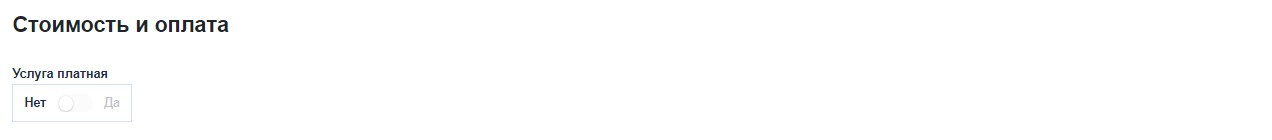 Стоимость и оплата
Услуга платная
Нет Да